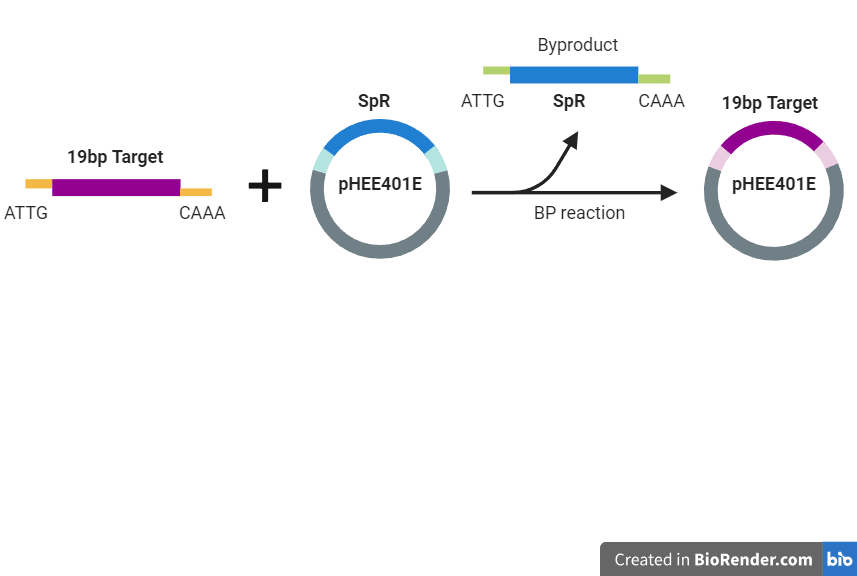 Byproduct
ATTG SpR CAAA
SpR
19bp Target
19bp Target
ATTG CAAA
+
pHEE401E
pHEE401E
BP reaction
Created in BioRender.com bio